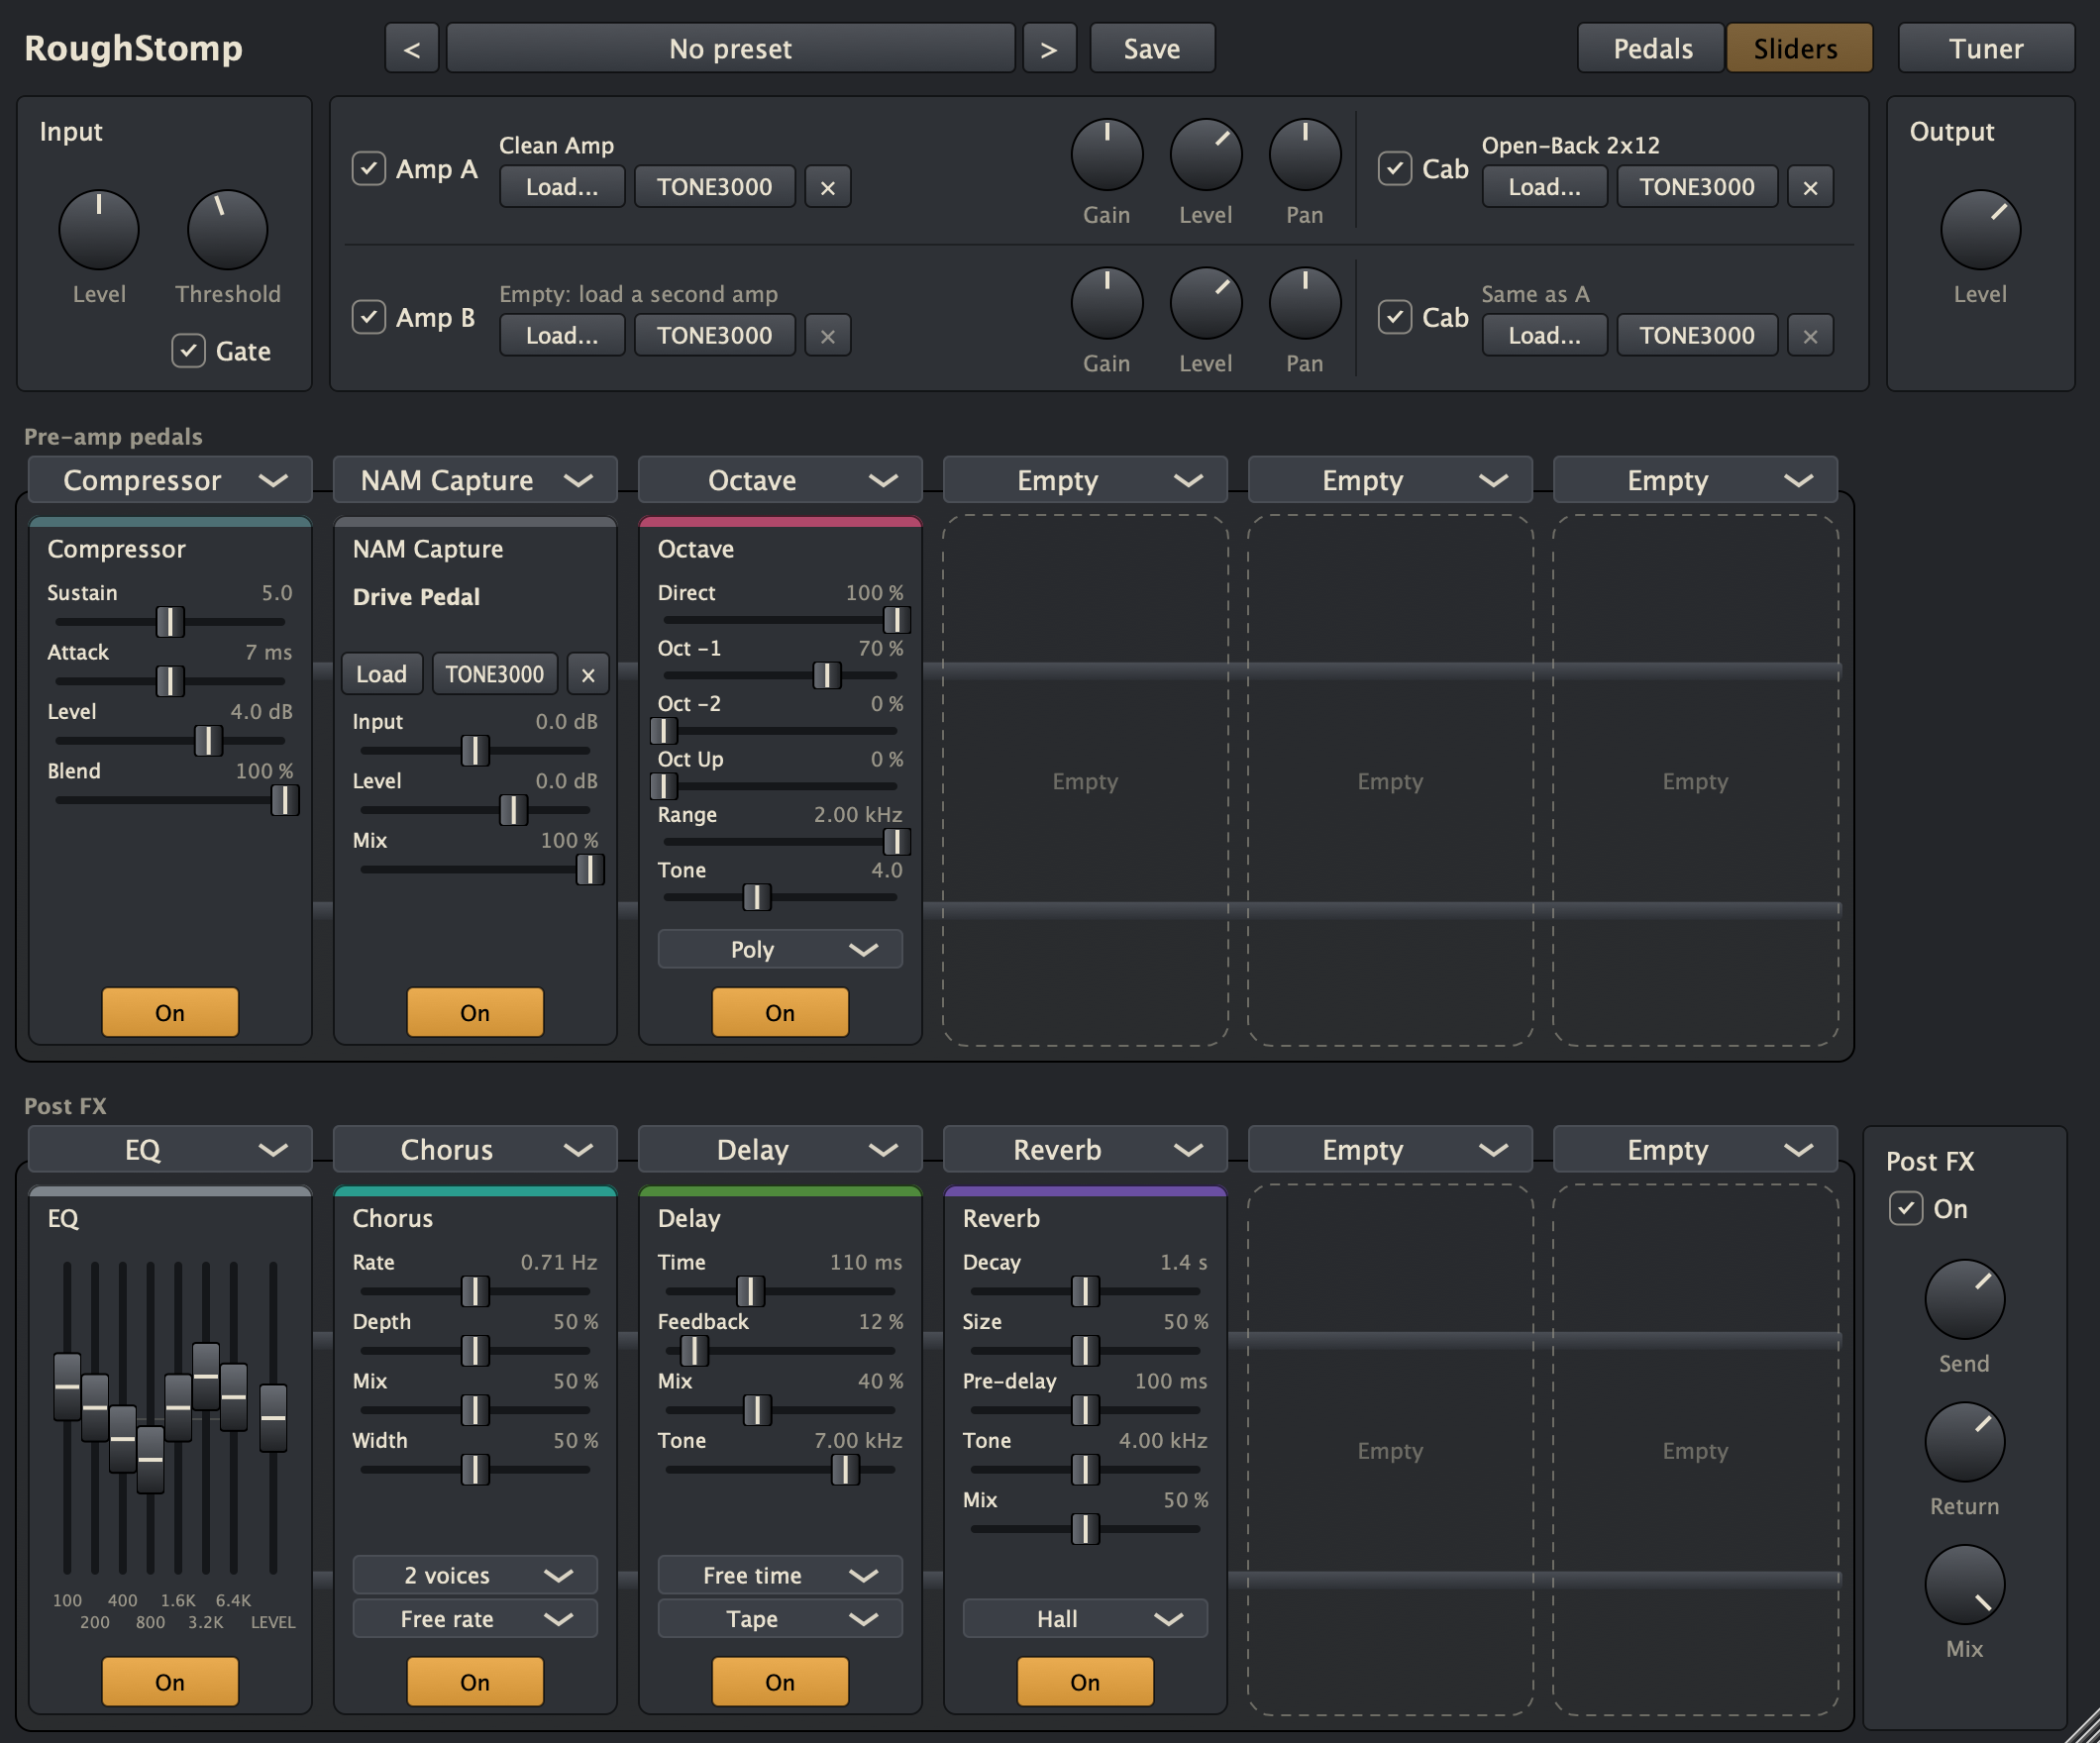 RoughStomp
<
No preset
>
Save
Pedals
Sliders
Tuner
Input
Level
Threshold
Gate
Amp A
Clean Amp
Load...
TONE3000
×
Gain
Level
Pan
Cab
Open-Back 2x12
Load...
TONE3000
×
Amp B
Empty: load a second amp
Load...
TONE3000
×
Gain
Level
Pan
Cab
Same as A
Load...
TONE3000
×
Output
Level
Pre-amp pedals
Compressor
NAM Capture
Octave
Empty
Empty
Empty
Compressor
Sustain 5.0
Attack 7 ms
Level 4.0 dB
Blend 100 %
On
NAM Capture
Drive Pedal
Load
TONE3000
×
Input 0.0 dB
Level 0.0 dB
Mix 100 %
On
Octave
Direct 100 %
Oct -1 70 %
Oct -2 0 %
Oct Up 0 %
Range 2.00 kHz
Tone 4.0
Poly
On
Empty
Empty
Empty
Post FX
EQ
Chorus
Delay
Reverb
Empty
Empty
EQ
100 400 1.6K 6.4K
200 800 3.2K LEVEL
On
Chorus
Rate 0.71 Hz
Depth 50 %
Mix 50 %
Width 50 %
2 voices
Free rate
On
Delay
Time 110 ms
Feedback 12 %
Mix 40 %
Tone 7.00 kHz
Free time
Tape
On
Reverb
Decay 1.4 s
Size 50 %
Pre-delay 100 ms
Tone 4.00 kHz
Mix 50 %
Hall
On
Empty
Empty
Post FX
On
Send
Return
Mix